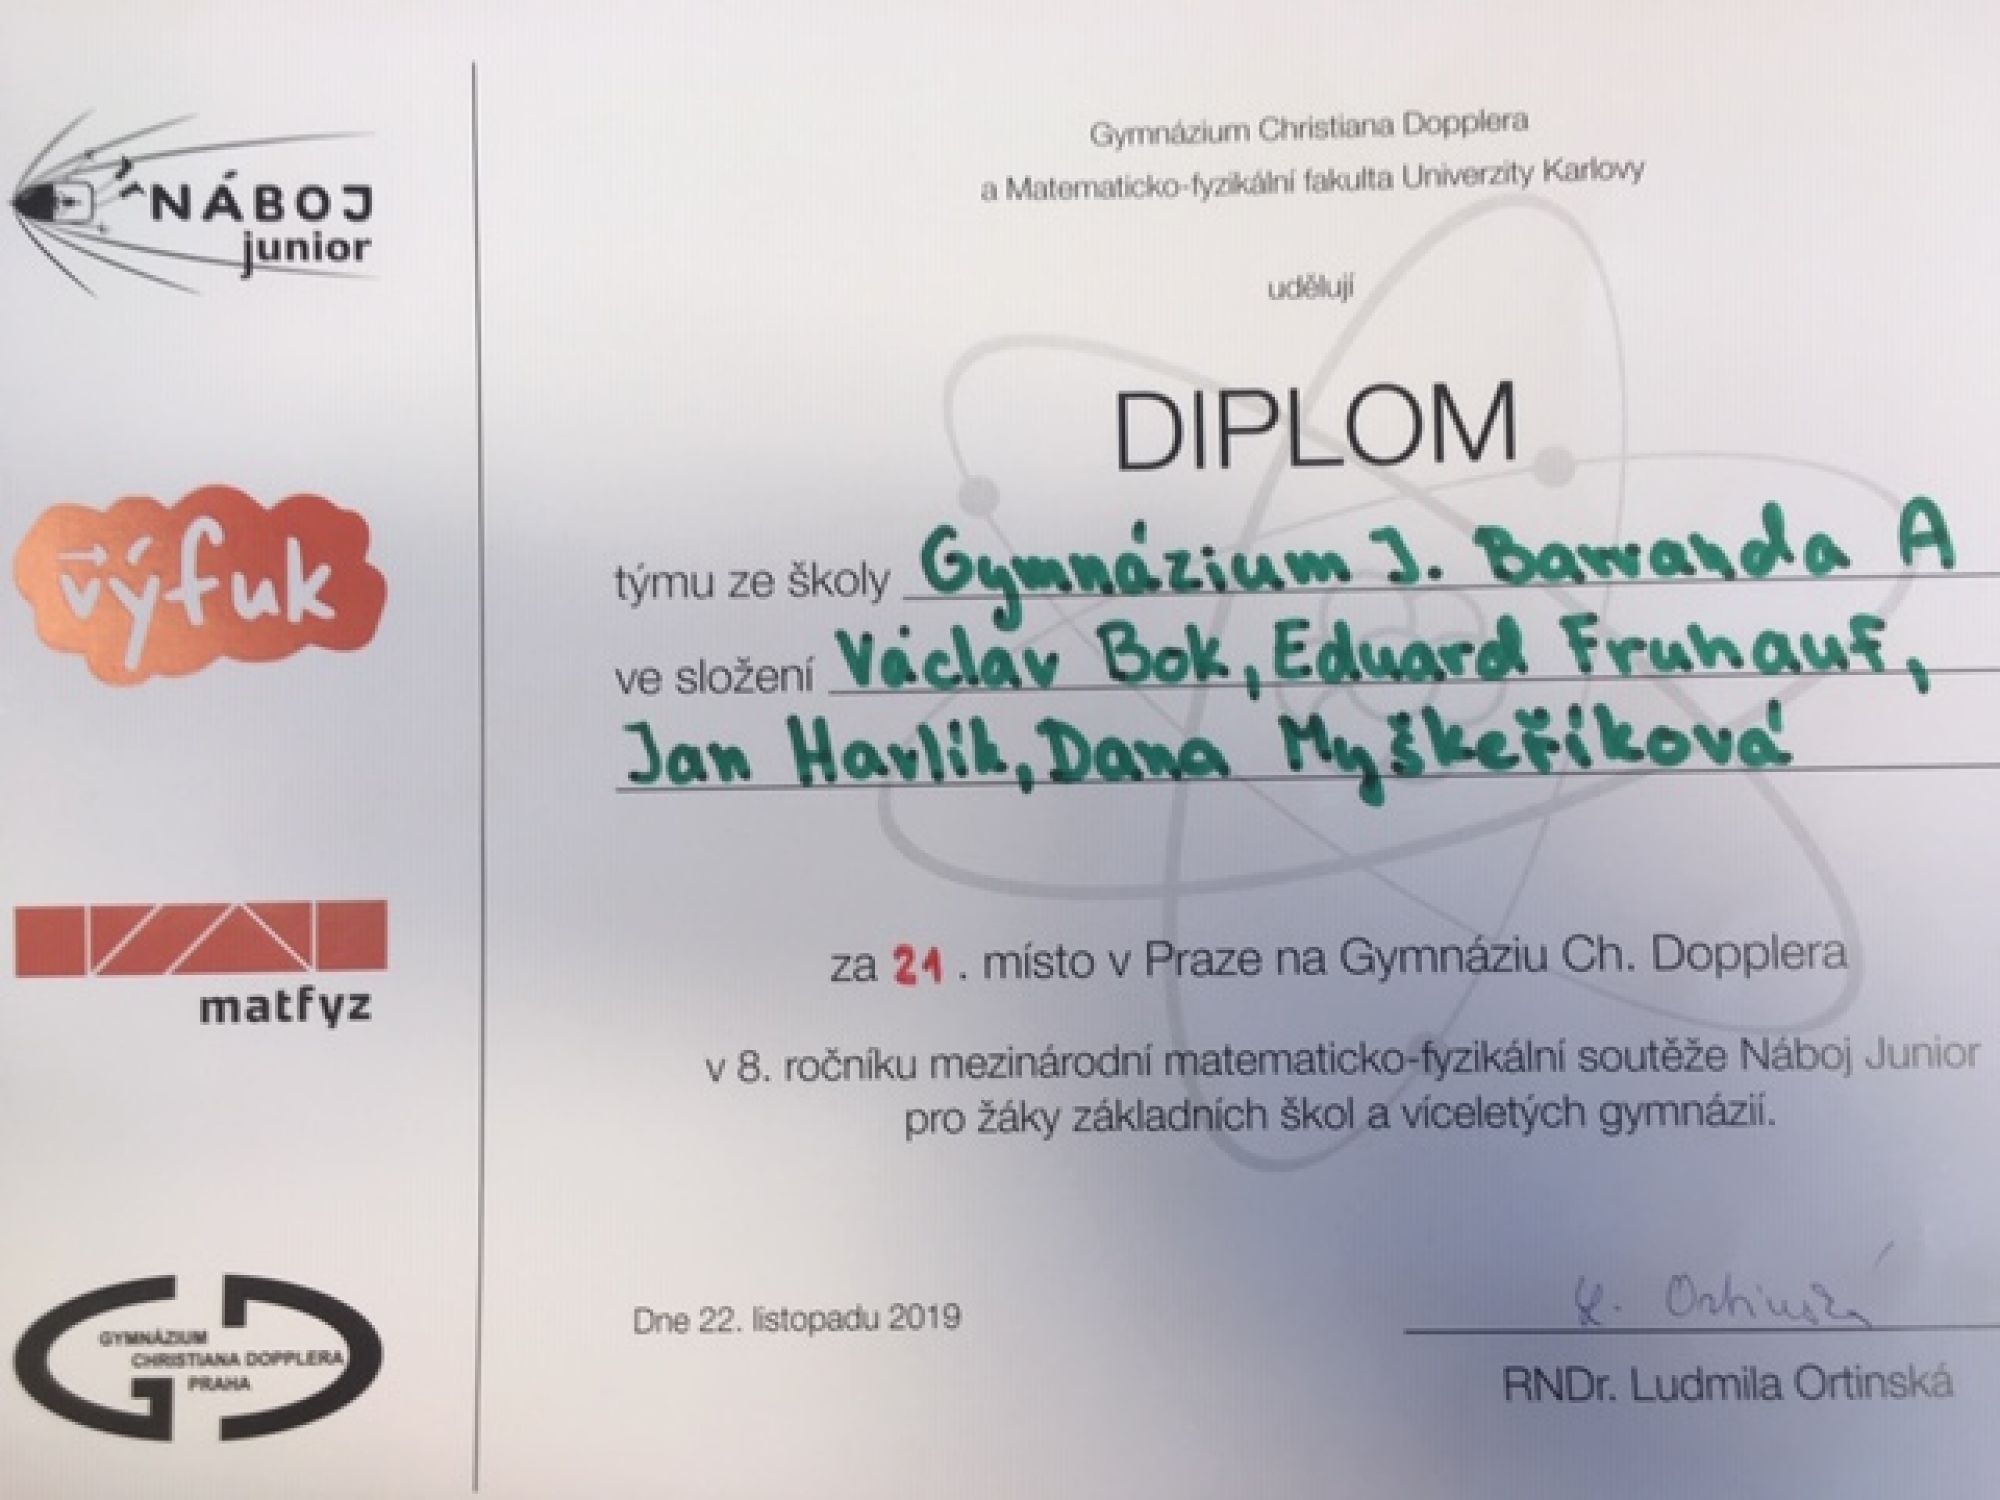 NÁBOJ
junior
výfuk
matfyz
GYMNÁZIUM
CHRISTIANA DOPPLERA
PRAHA
Gymnázium Christiana Dopplera
a Matematicko-fyzikální fakulta Univerzity Karlovy
udělují
DIPLOM
týmu ze školy Gymnázium J. Barranda A
ve složení Václav Bok, Eduard Fruhauf,
Jan Havlik, Dana Myškeříková
za 21. místo v Praze na Gymnáziu Ch. Dopplera
v 8. ročníku mezinárodní matematicko-fyzikální soutěže Náboj Junior
pro žáky základních škol a víceletých gymnázií.
Dne 22. listopadu 2019
L. Ortinská
RNDr. Ludmila Ortinská